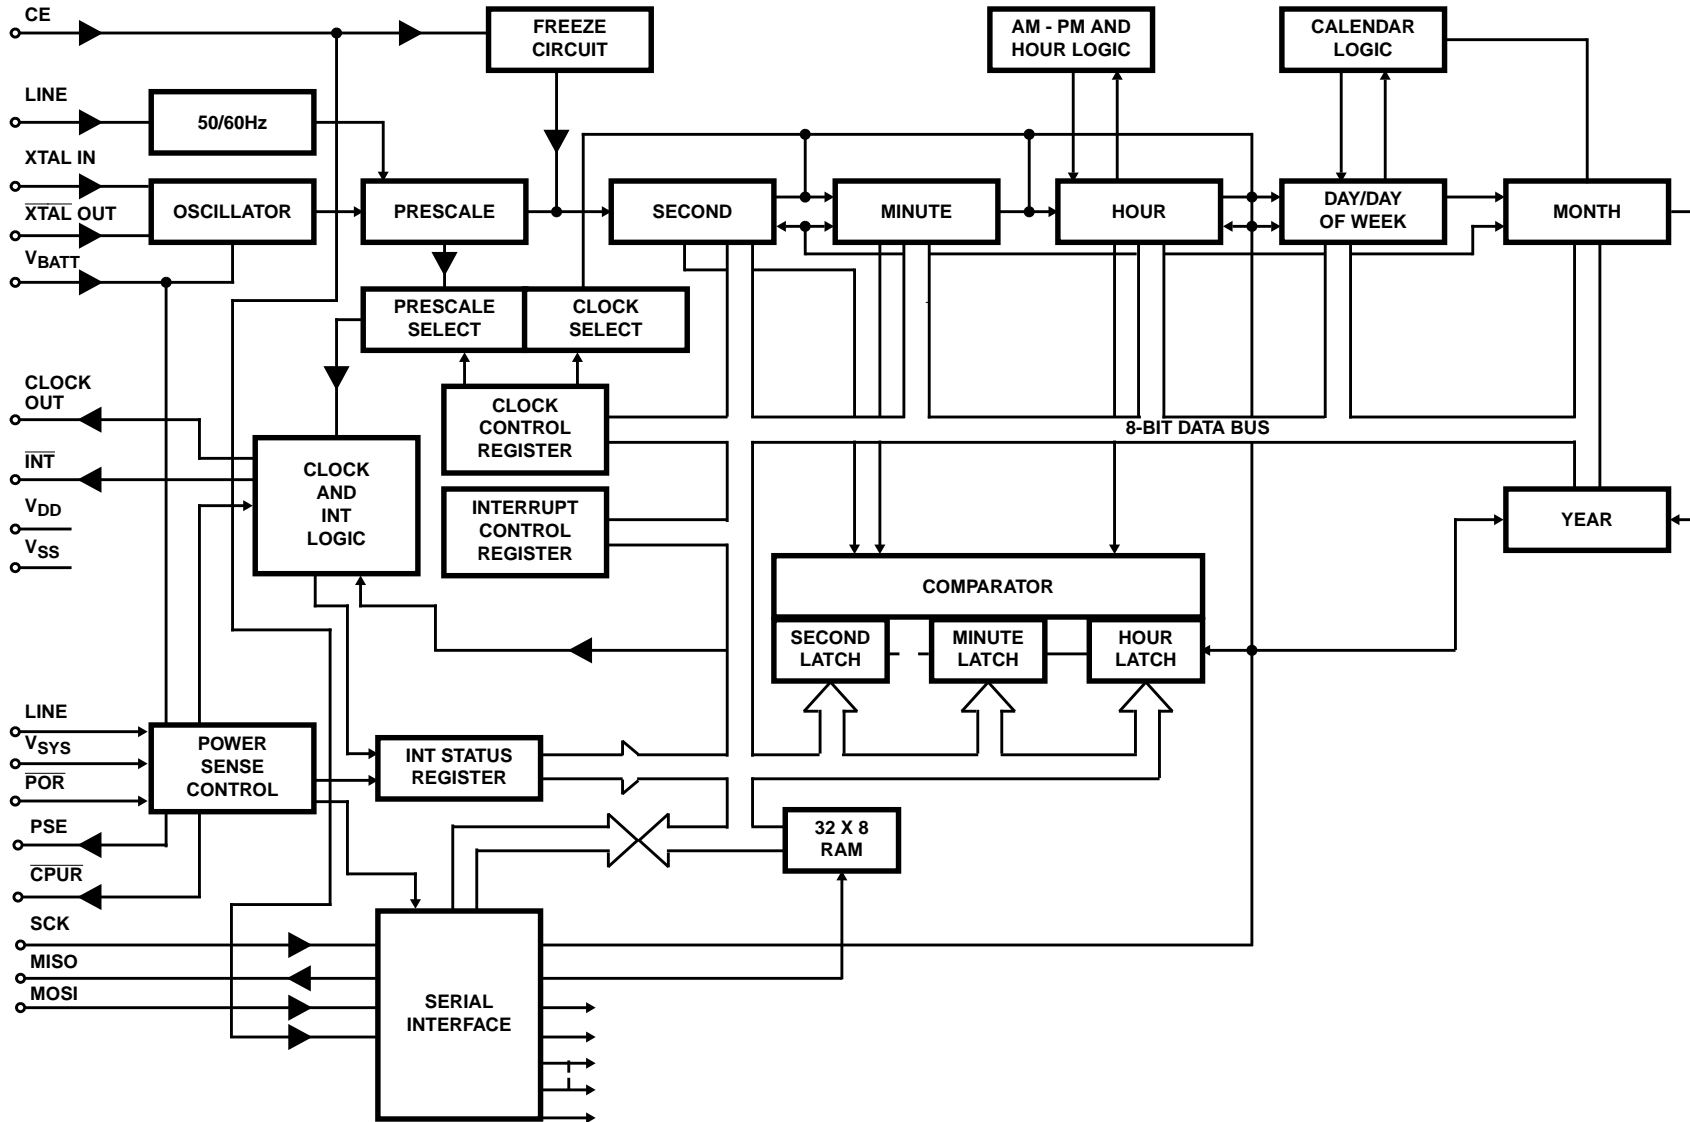 CE
FREEZE
CIRCUIT
AM - PM AND
HOUR LOGIC
CALENDAR
LOGIC
LINE
50/60Hz
XTAL IN
XTAL OUT
OSCILLATOR
PRESCALE
SECOND
MINUTE
HOUR
DAY/DAY
OF WEEK
MONTH
VBATT
PRESCALE
SELECT
CLOCK
SELECT
CLOCK
OUT
CLOCK
CONTROL
REGISTER
8-BIT DATA BUS
INT
CLOCK
AND
INT
LOGIC
INTERRUPT
CONTROL
REGISTER
VDD
VSS
YEAR
COMPARATOR
SECOND
LATCH
MINUTE
LATCH
HOUR
LATCH
LINE
VSYS
POR
POWER
SENSE
CONTROL
INT STATUS
REGISTER
PSE
CPUR
32 X 8
RAM
SCK
MISO
MOSI
SERIAL
INTERFACE